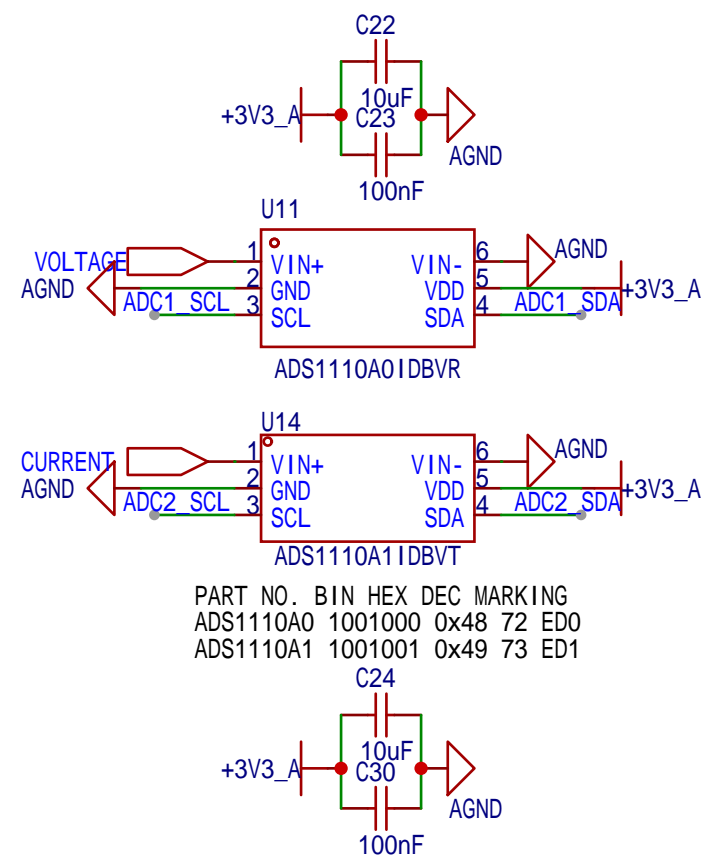 C22
10uF
+3V3_A
C23
AGND
100nF
U11
VOLTAGE
1
VIN+
VIN-
6
AGND
AGND
2
GND
VDD
5
+3V3_A
ADC1_SCL
3
SCL
SDA
4
ADC1_SDA
ADS1110A0IDBVR
U14
CURRENT
1
VIN+
VIN-
6
AGND
AGND
2
GND
VDD
5
+3V3_A
ADC2_SCL
3
SCL
SDA
4
ADC2_SDA
ADS1110A1IDBVT
PART NO. BIN HEX DEC MARKING
ADS1110A0 1001000 0x48 72 ED0
ADS1110A1 1001001 0x49 73 ED1
C24
10uF
+3V3_A
C30
AGND
100nF